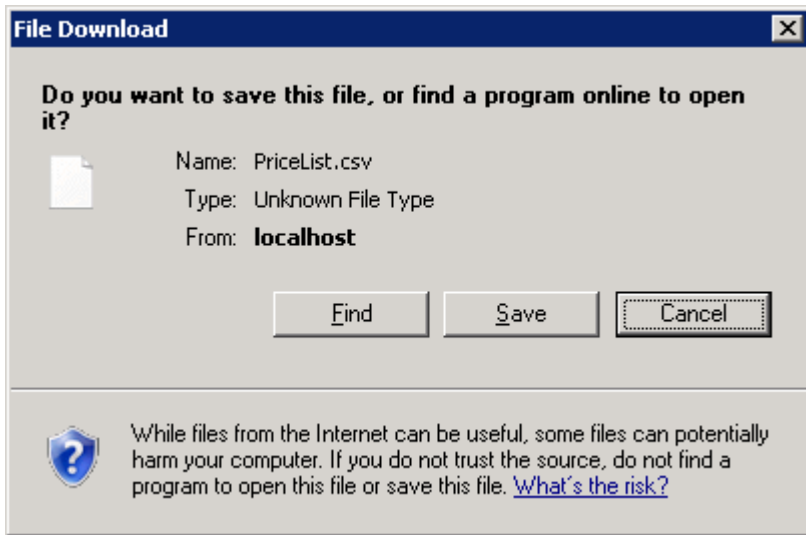 File Download
Do you want to save this file, or find a program online to open
it?
Name: PriceList.csv
Type: Unknown File Type
From: localhost
Find Save Cancel
While files from the Internet can be useful, some files can potentially
harm your computer. If you do not trust the source, do not find a
program to open this file or save this file. What's the risk?